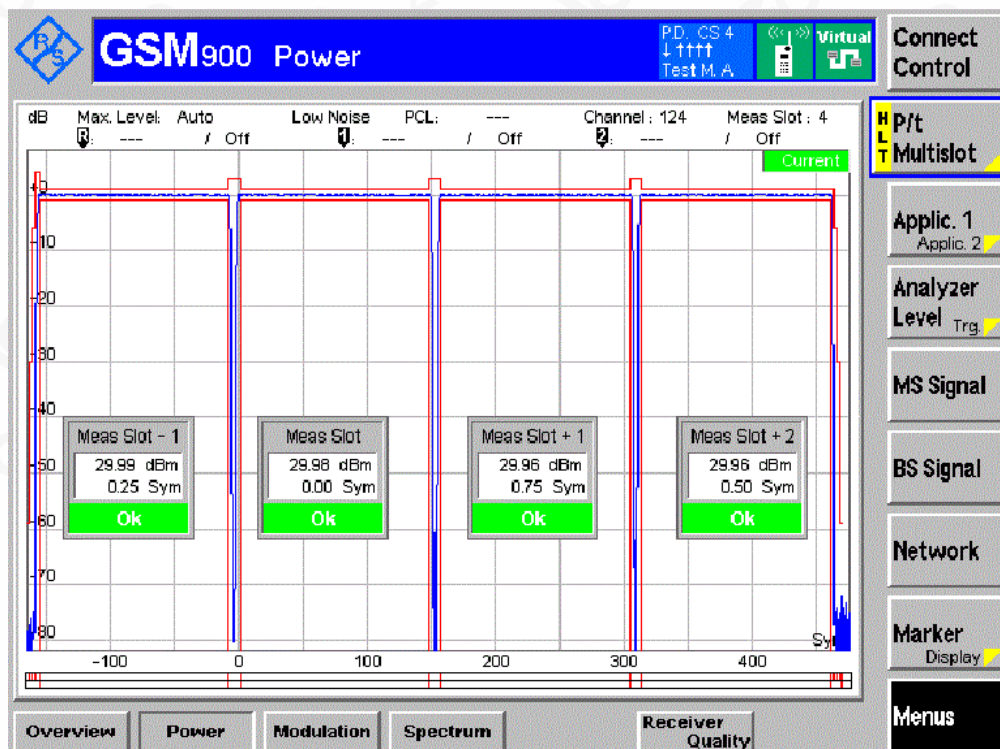 R S
GSM900 Power
P.D. CS 4
↓ ↑↑↑↑
Test M. A
Virtual
Connect
Control
dB Max. Level: Auto Low Noise PCL: --- Channel : 124 Meas Slot : 4
R: --- / Off 1: --- / Off 2: --- / Off
HLT
P/t
Multislot
Current
+0
-10
-20
-30
-40
-50
-60
-70
-80
Applic. 1
Applic. 2
Analyzer
Level Trg.
MS Signal
Meas Slot - 1
29.99 dBm
0.25 Sym
Ok
Meas Slot
29.98 dBm
0.00 Sym
Ok
Meas Slot + 1
29.96 dBm
0.75 Sym
Ok
Meas Slot + 2
29.96 dBm
0.50 Sym
Ok
BS Signal
Network
Marker
Display
-100 0 100 200 300 400
Overview Power Modulation Spectrum Receiver Quality
Menus